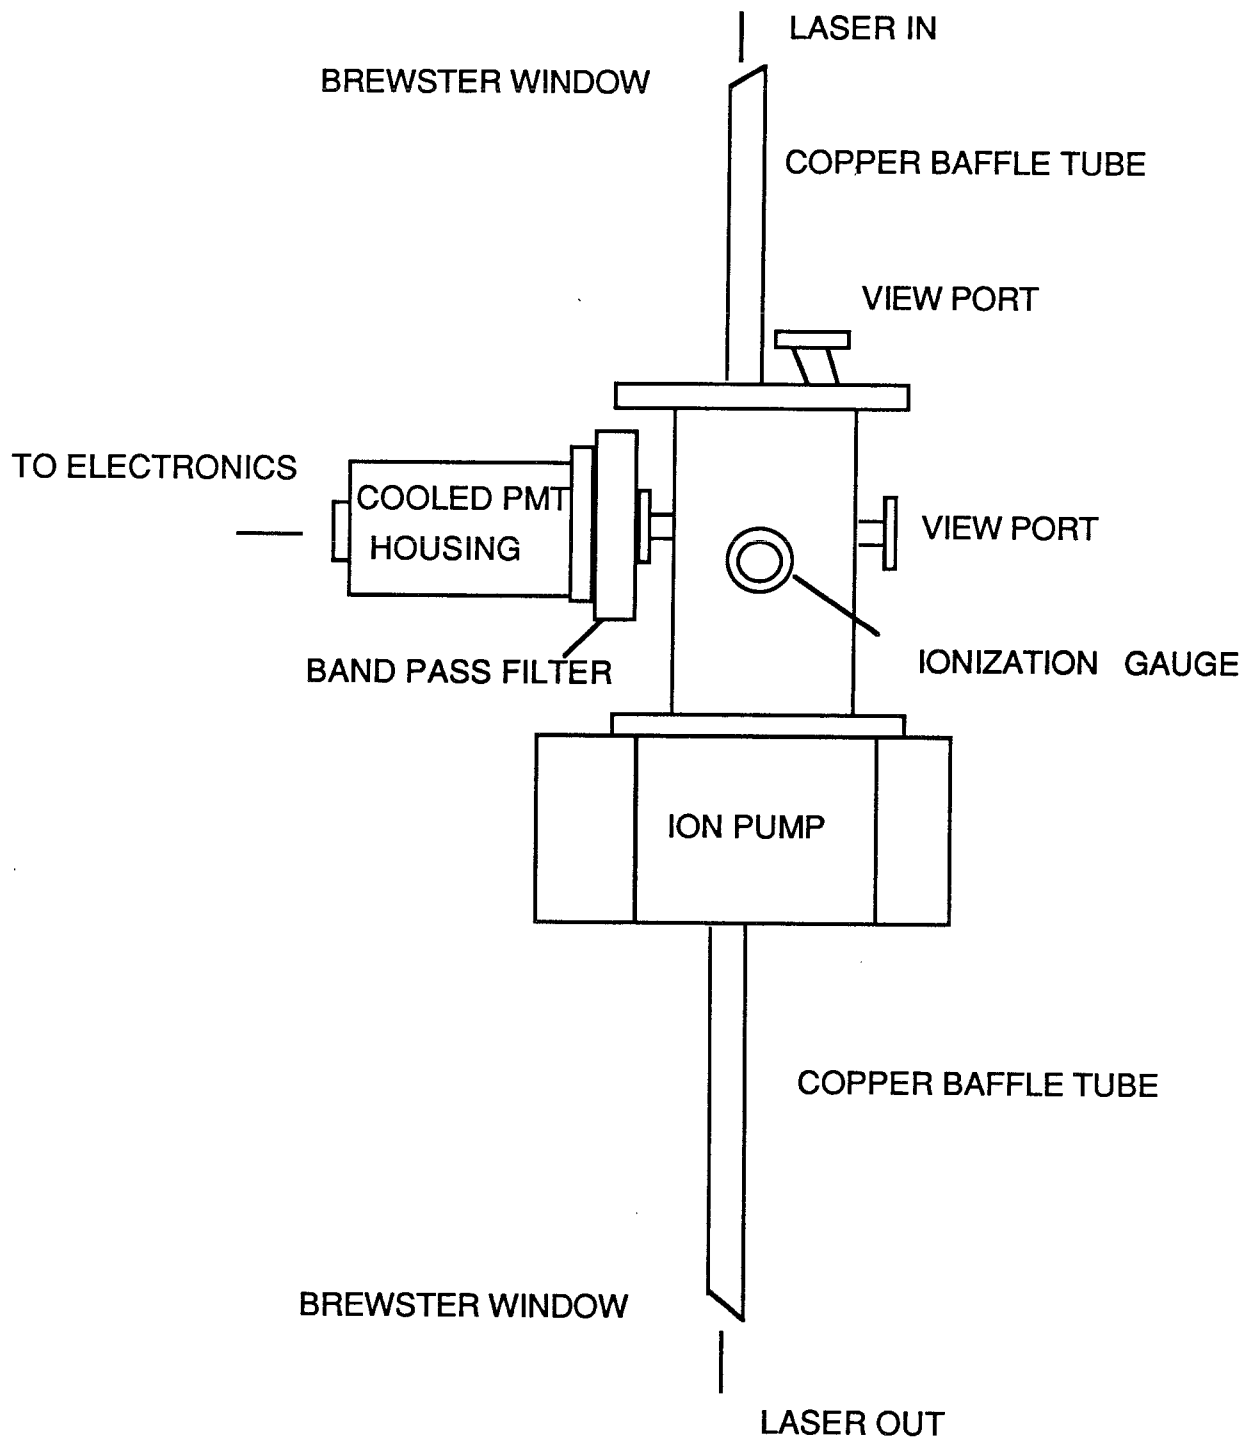 LASER IN
BREWSTER WINDOW
COPPER BAFFLE TUBE
VIEW PORT
TO ELECTRONICS
COOLED PMT
HOUSING
VIEW PORT
BAND PASS FILTER
IONIZATION GAUGE
ION PUMP
COPPER BAFFLE TUBE
BREWSTER WINDOW
LASER OUT